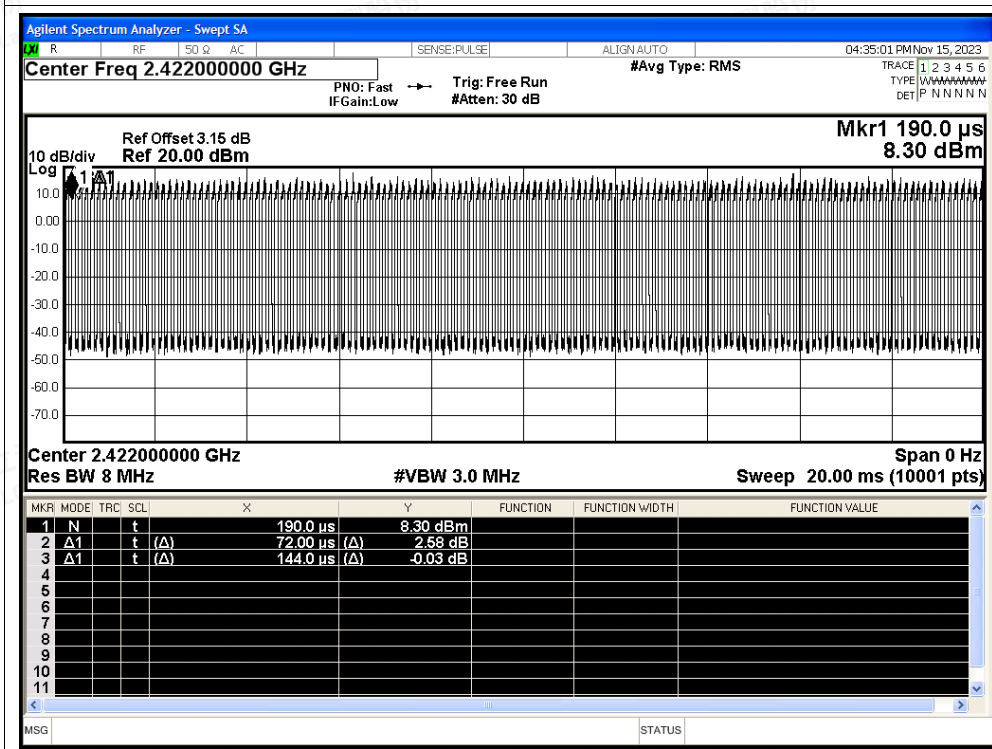 Agilent Spectrum Analyzer - Swept SA
LXI R RF 50 Ω AC SENSE:PULSE ALIGN AUTO 04:35:01 PM Nov 15, 2023
Center Freq 2.422000000 GHz #Avg Type: RMS TRACE 1 2 3 4 5 6
PNO: Fast Trig: Free Run TYPE WWWWWW
IFGain:Low #Atten: 30 dB DET P N N N N N
Mkr1 190.0 µs
Ref Offset 3.15 dB
10 dB/div Ref 20.00 dBm 8.30 dBm
Log
1 Δ1
10.0
0.00
-10.0
-20.0
-30.0
-40.0
-50.0
-60.0
-70.0
Center 2.422000000 GHz Span 0 Hz
Res BW 8 MHz #VBW 3.0 MHz Sweep 20.00 ms (10001 pts)
MKR MODE TRC SCL X Y FUNCTION FUNCTION WIDTH FUNCTION VALUE
1 N t 190.0 µs 8.30 dBm
2 Δ1 t (Δ) 72.00 µs (Δ) 2.58 dB
3 Δ1 t (Δ) 144.0 µs (Δ) -0.03 dB
4
5
6
7
8
9
10
11
MSG STATUS